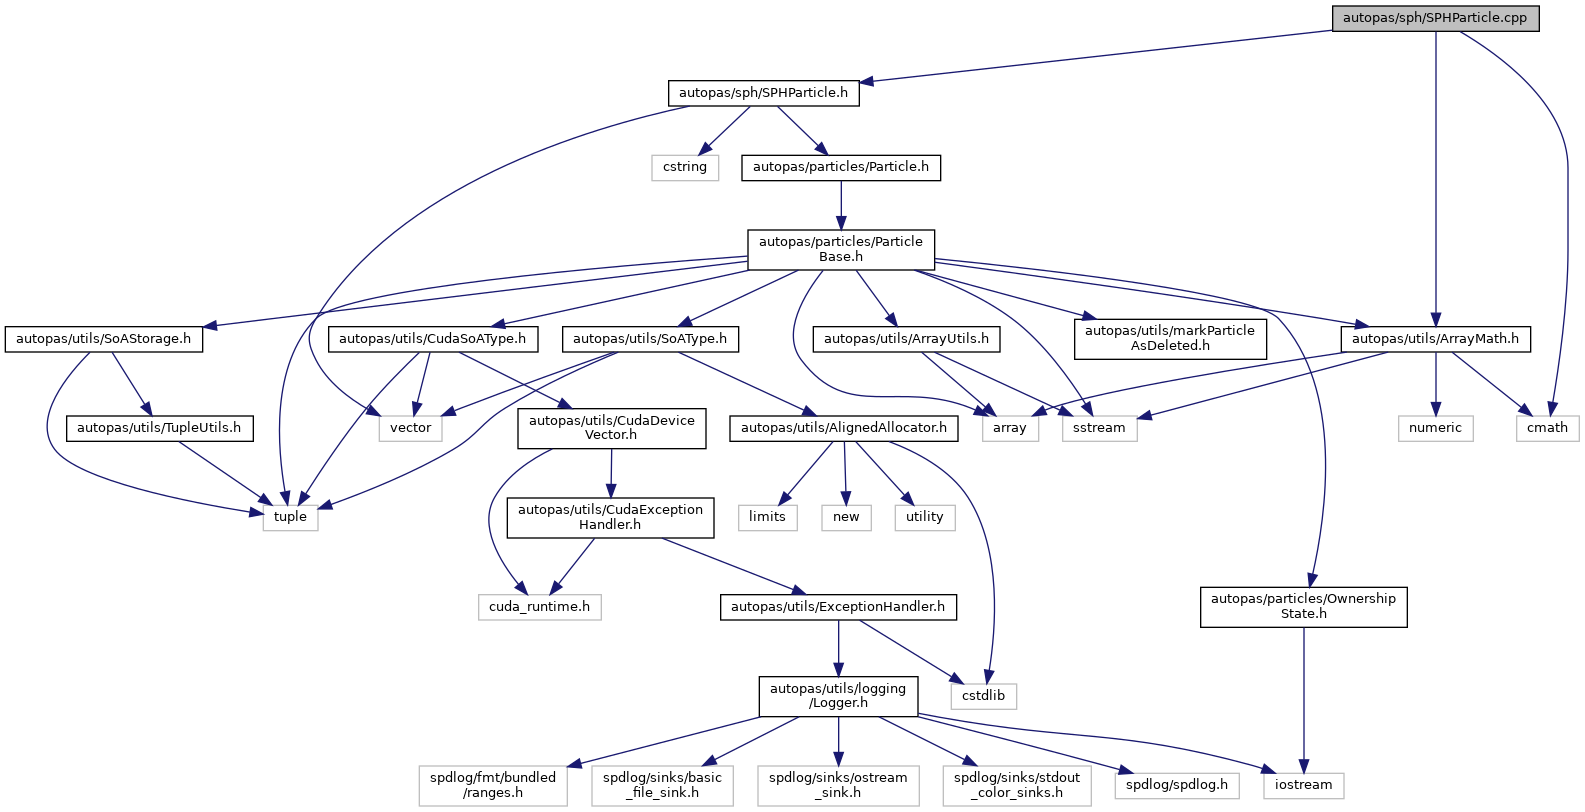 autopas/sph/SPHParticle.cpp
autopas/sph/SPHParticle.h
cstring
autopas/particles/Particle.h
autopas/particles/Particle
Base.h
autopas/utils/SoAStorage.h
autopas/utils/CudaSoAType.h
autopas/utils/SoAType.h
autopas/utils/ArrayUtils.h
autopas/utils/markParticle
AsDeleted.h
autopas/utils/ArrayMath.h
autopas/utils/TupleUtils.h
vector
autopas/utils/CudaDevice
Vector.h
autopas/utils/AlignedAllocator.h
array
sstream
numeric
cmath
tuple
autopas/utils/CudaException
Handler.h
limits
new
utility
cuda_runtime.h
autopas/utils/ExceptionHandler.h
autopas/particles/Ownership
State.h
autopas/utils/logging
/Logger.h
cstdlib
spdlog/fmt/bundled
/ranges.h
spdlog/sinks/basic
_file_sink.h
spdlog/sinks/ostream
_sink.h
spdlog/sinks/stdout
_color_sinks.h
spdlog/spdlog.h
iostream